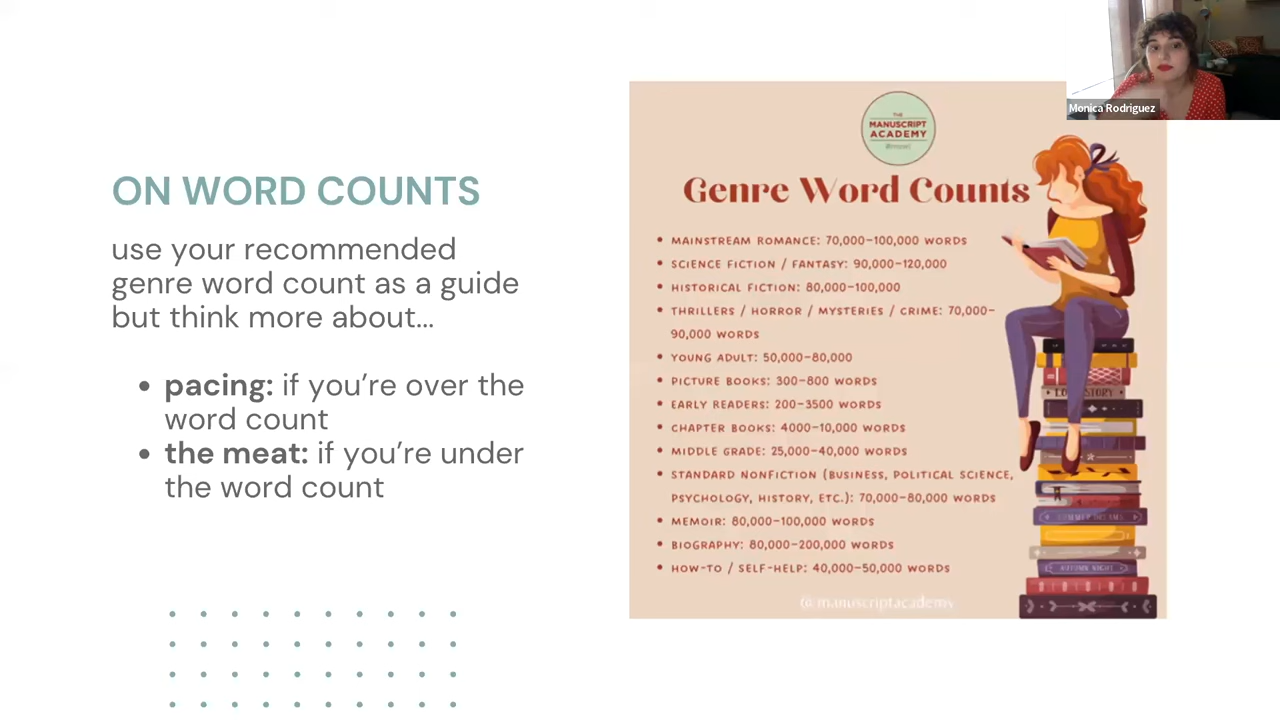 ON WORD COUNTS
use your recommended
genre word count as a guide
but think more about...
• pacing: if you’re over the
word count
• the meat: if you’re under
the word count
THE
MANUSCRIPT
ACADEMY
Genre Word Counts
• MAINSTREAM ROMANCE: 70,000–100,000 WORDS
• SCIENCE FICTION / FANTASY: 90,000–120,000
• HISTORICAL FICTION: 80,000–100,000
• THRILLERS / HORROR / MYSTERIES / CRIME: 70,000–
90,000 WORDS
• YOUNG ADULT: 50,000–80,000
• PICTURE BOOKS: 300–800 WORDS
• EARLY READERS: 200–3500 WORDS
• CHAPTER BOOKS: 4000–10,000 WORDS
• MIDDLE GRADE: 25,000–40,000 WORDS
• STANDARD NONFICTION (BUSINESS, POLITICAL SCIENCE,
PSYCHOLOGY, HISTORY, ETC.): 70,000–80,000 WORDS
• MEMOIR: 80,000–100,000 WORDS
• BIOGRAPHY: 80,000–200,000 WORDS
• HOW-TO / SELF-HELP: 40,000–50,000 WORDS
@manuscriptacademy
STORY
AUTUMN NIGHT
Monica Rodriguez